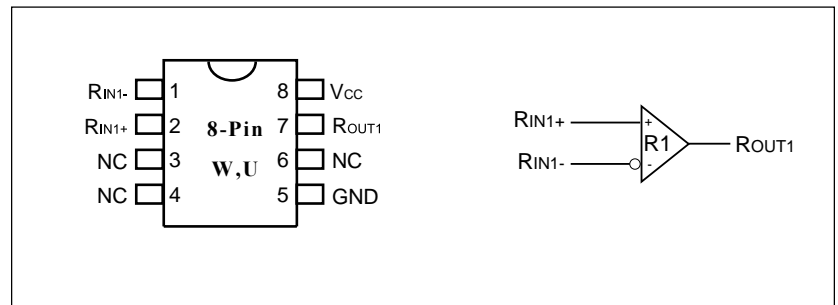 RIN1- 1 8 VCC
RIN1+ 2 8-Pin 7 ROUT1
NC 3 W,U 6 NC
NC 4 5 GND
RIN1+ + R1 ROUT1
RIN1- -